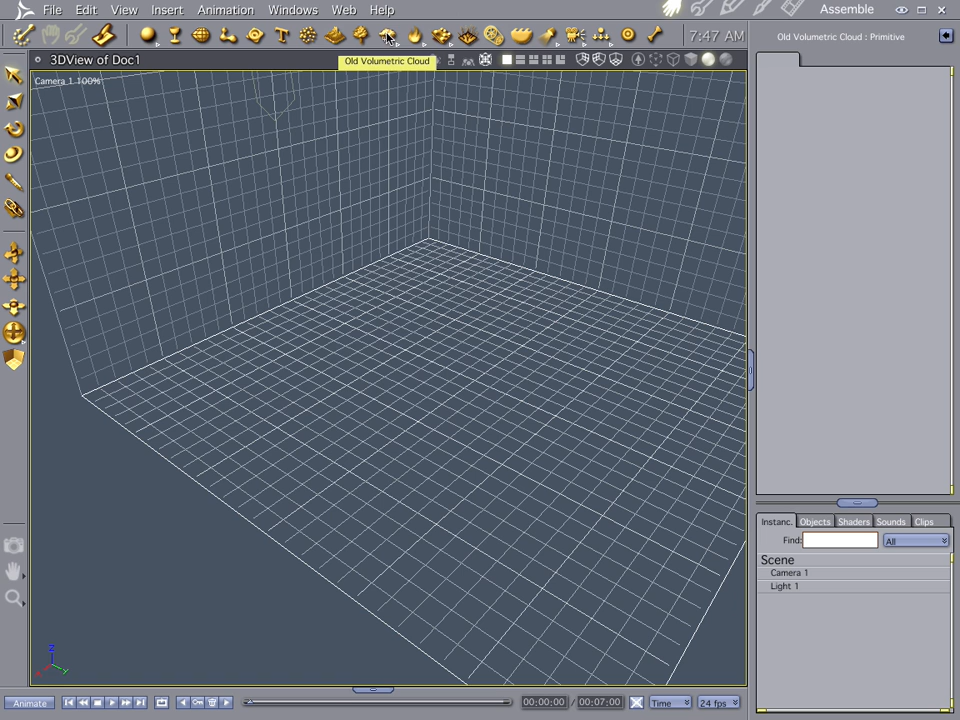 File Edit View Insert Animation Windows Web Help Assemble
7:47 AM
Old Volumetric Cloud : Primitive
3DView of Doc1
Old Volumetric Cloud
Camera 1 100%
Instanc. Objects Shaders Sounds Clips
Find: All
Scene
Camera 1
Light 1
Z
X Y
Animate 00:00:00 / 00:07:00 Time 24 fps